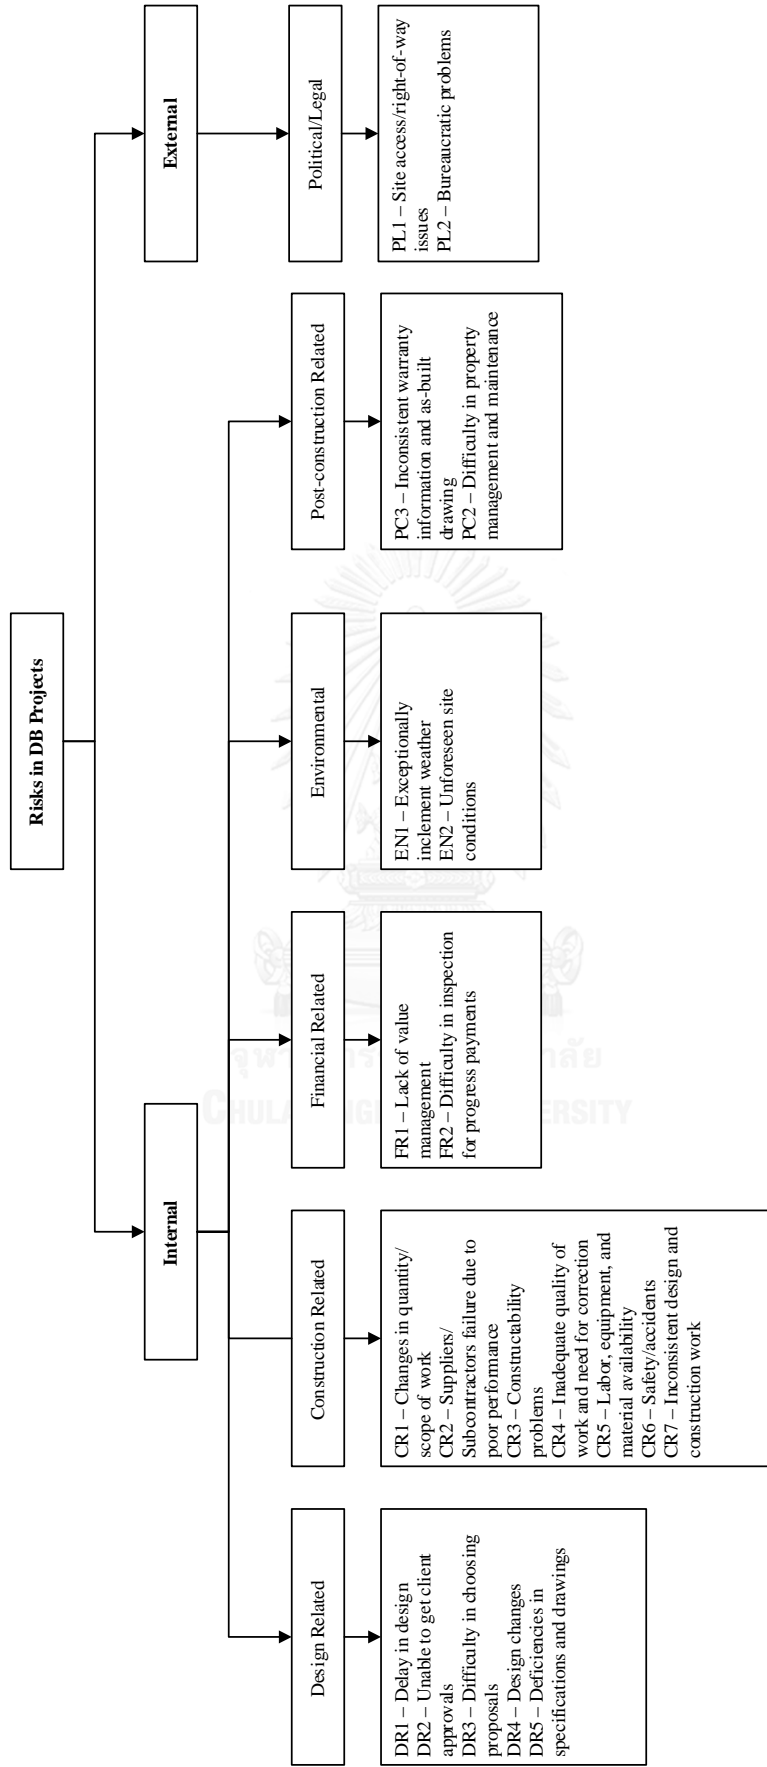 Risks in DB Projects
Internal
External
Design Related
Construction Related
Financial Related
Environmental
Post-construction Related
Political/Legal
DR1 – Delay in design
DR2 – Unable to get client
approvals
DR3 – Difficulty in choosing
proposals
DR4 – Design changes
DR5 – Deficiencies in
specifications and drawings
CR1 – Changes in quantity/
scope of work
CR2 – Suppliers/
Subcontractors failure due to
poor performance
CR3 – Constructability
problems
CR4 – Inadequate quality of
work and need for correction
CR5 – Labor, equipment, and
material availability
CR6 – Safety/accidents
CR7 – Inconsistent design and
construction work
FR1 – Lack of value
management
FR2 – Difficulty in inspection
for progress payments
EN1 – Exceptionally
inclement weather
EN2 – Unforeseen site
conditions
PC3 – Inconsistent warranty
information and as-built
drawing
PC2 – Difficulty in property
management and maintenance
PL1 – Site access/right-of-way
issues
PL2 – Bureaucratic problems